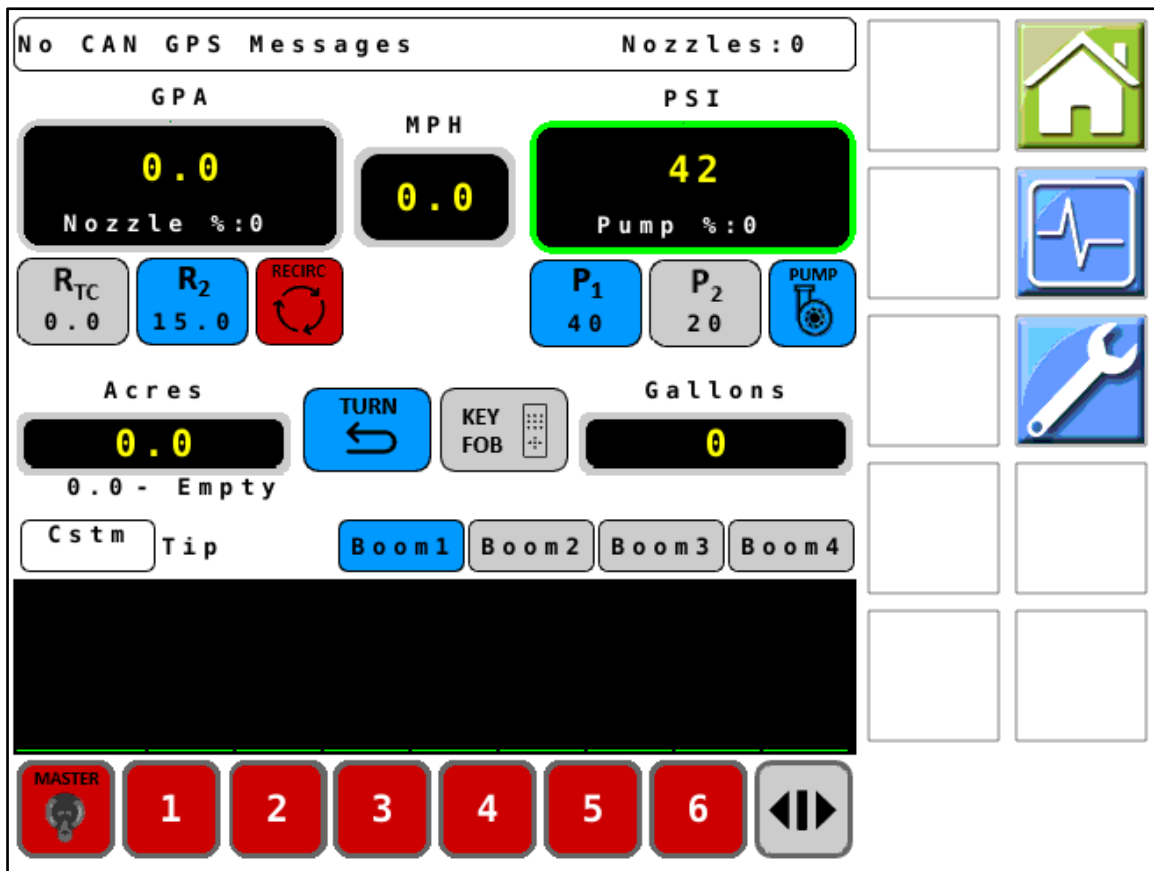 No CAN GPS Messages Nozzles:0
GPA
MPH
PSI
0.0
Nozzle %:0
0.0
42
Pump %:0
RTC
0.0
R2
15.0
RECIRC
P1
40
P2
20
PUMP
Acres
0.0
0.0- Empty
TURN
KEY
FOB
Gallons
0
Cstm Tip
Boom1 Boom2 Boom3 Boom4
MASTER
1 2 3 4 5 6